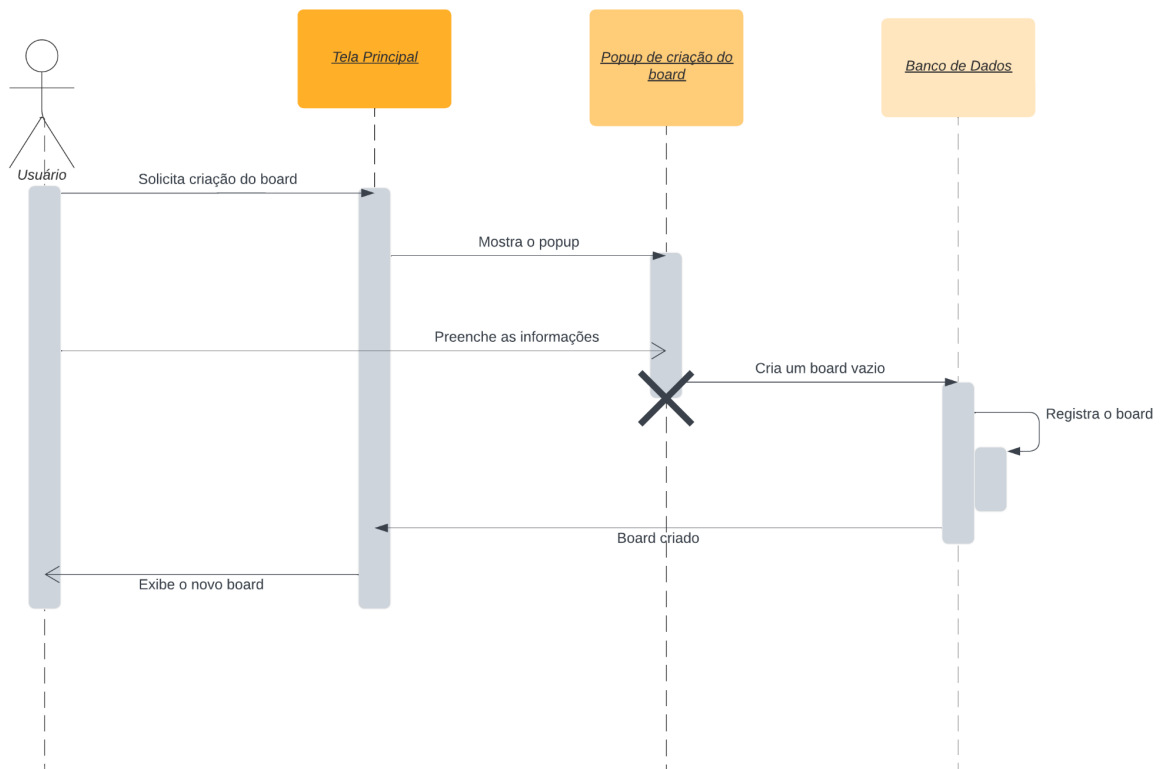 Tela Principal
Popup de criação do
board
Banco de Dados
Usuário
Solicita criação do board
Mostra o popup
Preenche as informações
Cria um board vazio
Registra o board
Board criado
Exibe o novo board